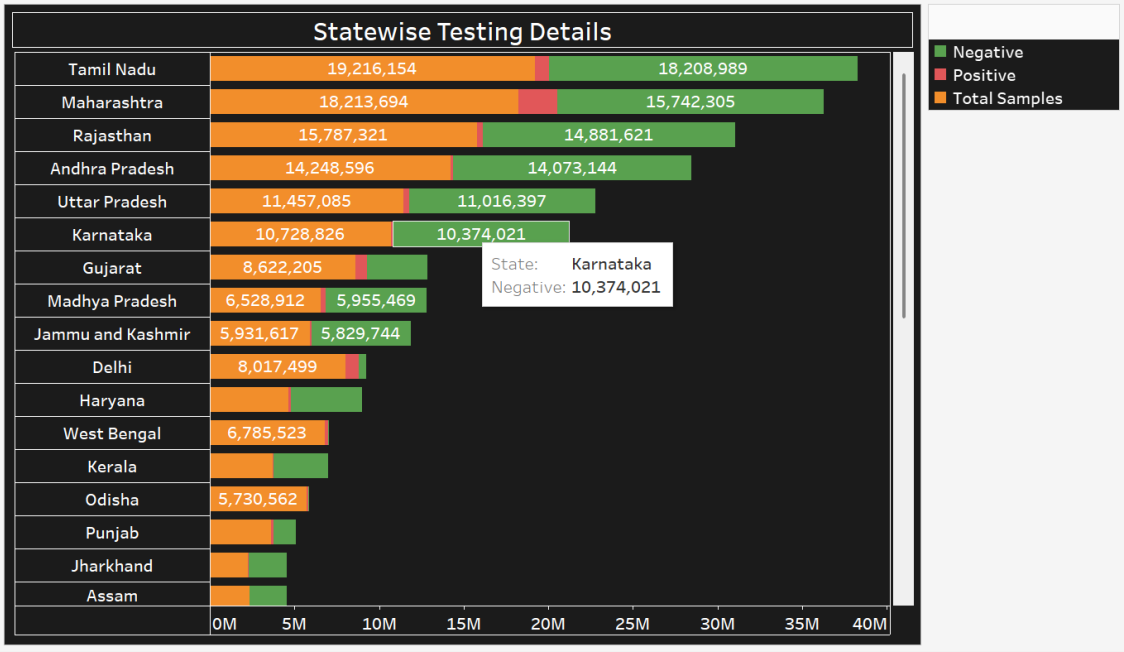 Statewise Testing Details
Negative
Positive
Total Samples
Tamil Nadu 19,216,154 18,208,989
Maharashtra 18,213,694 15,742,305
Rajasthan 15,787,321 14,881,621
Andhra Pradesh 14,248,596 14,073,144
Uttar Pradesh 11,457,085 11,016,397
Karnataka 10,728,826 10,374,021
State: Karnataka
Negative: 10,374,021
Gujarat 8,622,205
Madhya Pradesh 6,528,912 5,955,469
Jammu and Kashmir 5,931,617 5,829,744
Delhi 8,017,499
Haryana
West Bengal 6,785,523
Kerala
Odisha 5,730,562
Punjab
Jharkhand
Assam
0M 5M 10M 15M 20M 25M 30M 35M 40M